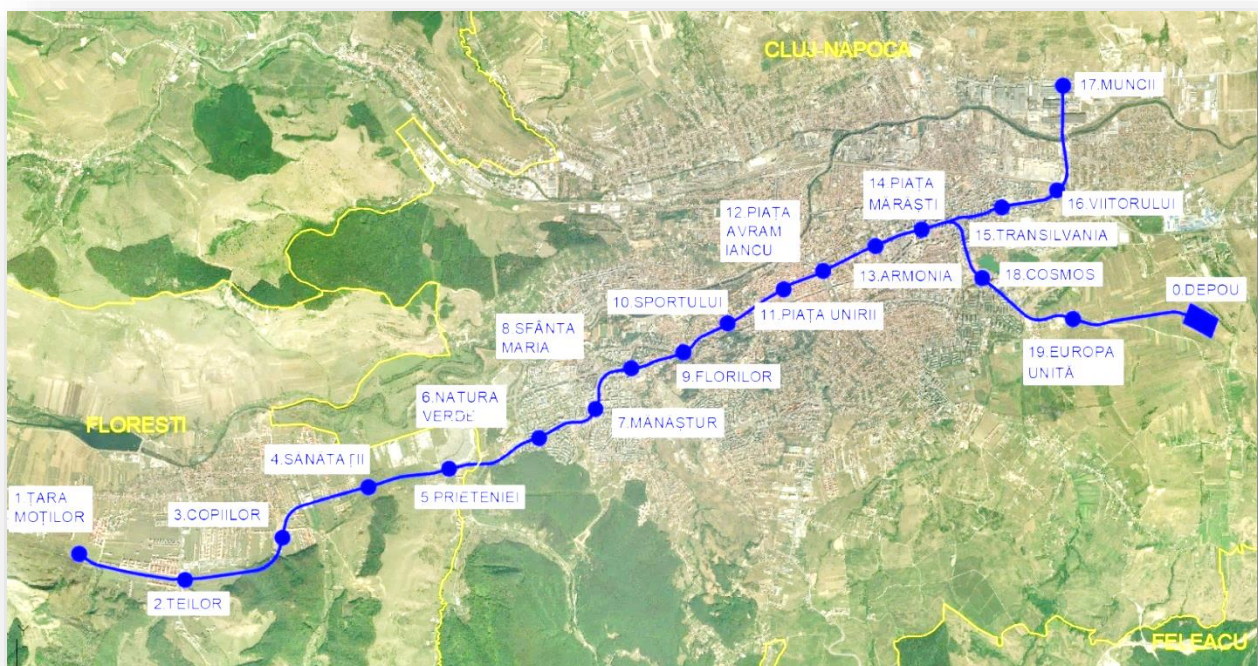 CLUJ-NAPOCA
17.MUNCII
14.PIAȚA
MĂRĂȘTI
16.VIITORULUI
12.PIAȚA
AVRAM
IANCU
15.TRANSILVANIA
13.ARMONIA
18.COSMOS
0.DEPOU
10.SPORTULUI
11.PIAȚA UNIRII
8.SFÂNTA
MARIA
19.EUROPA
UNITĂ
9.FLORILOR
6.NATURA
VERDE
7.MĂNĂȘTUR
FLOREȘTI
4.SĂNĂTĂȚII
5.PRIETENIEI
1.ȚARA
MOȚILOR
3.COPIILOR
2.TEILOR
FELEACU